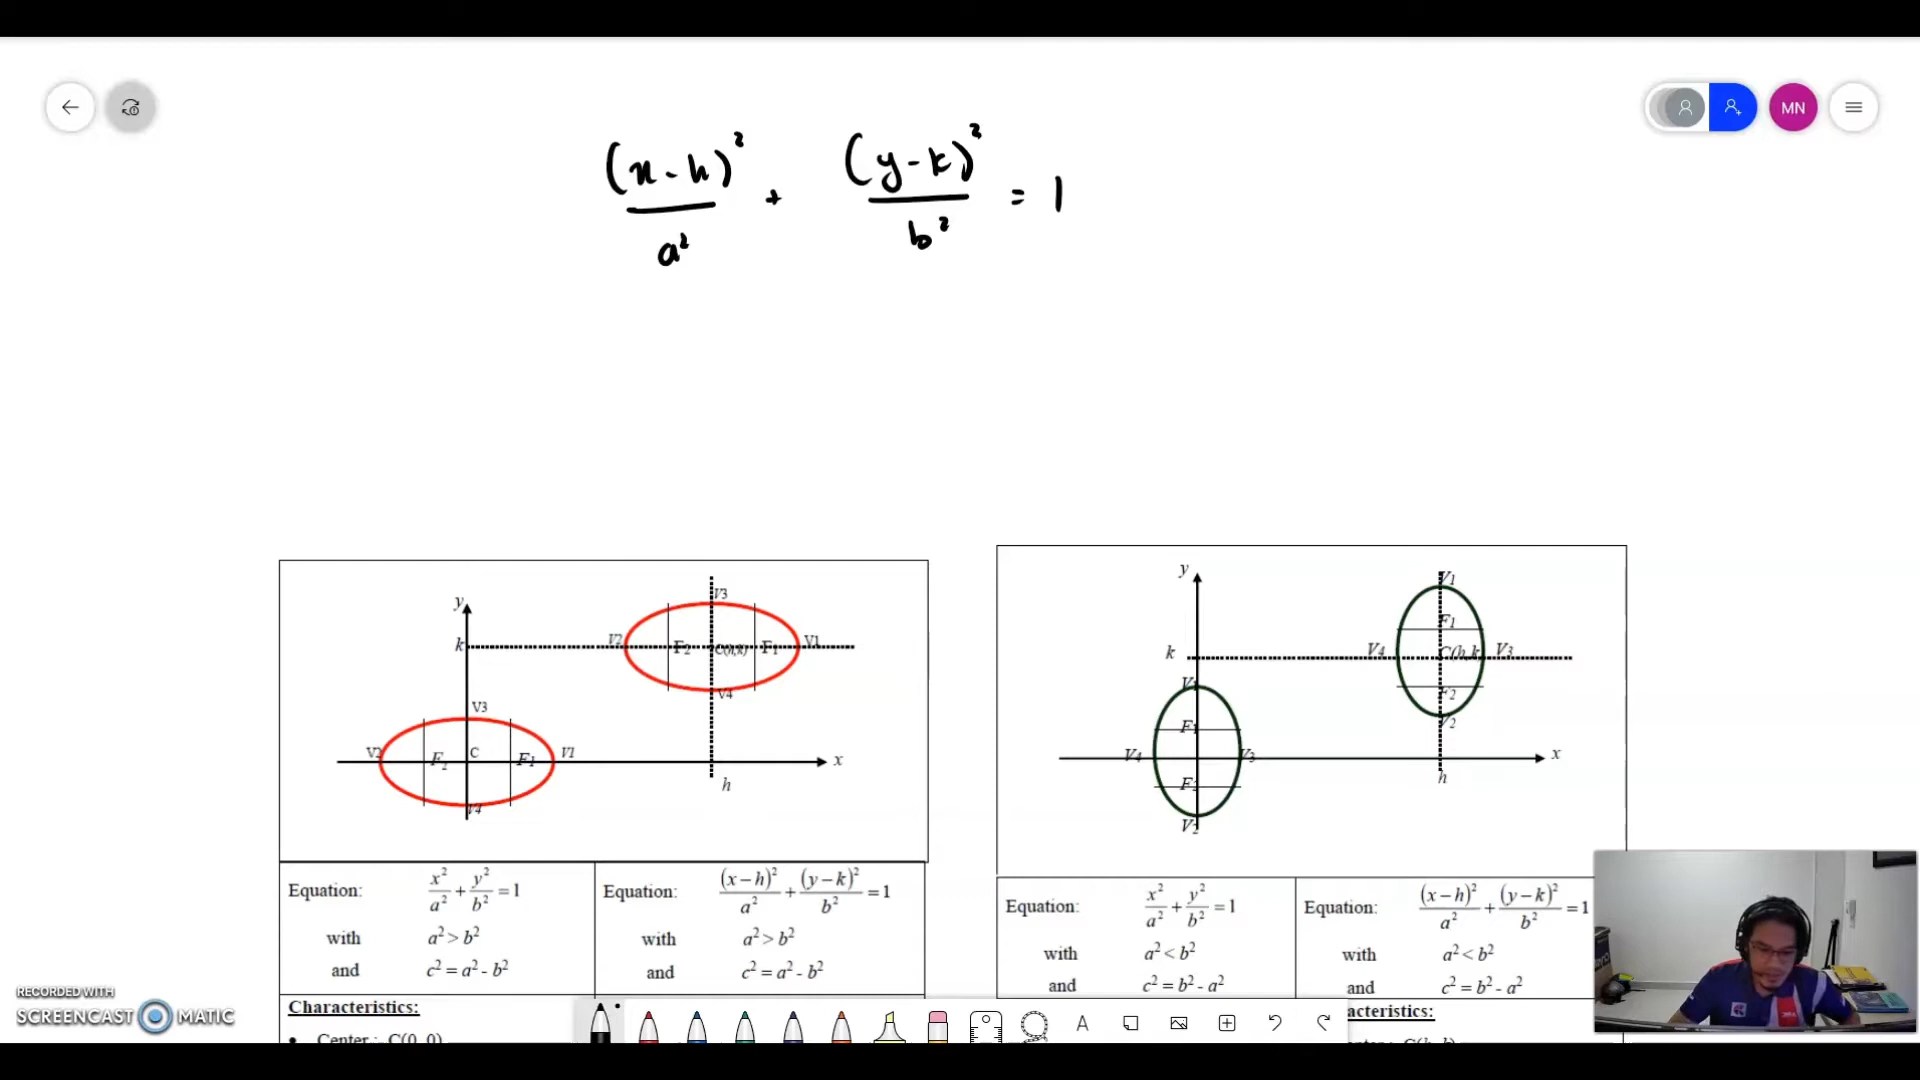 MN
(x-h)² + (y-k)² = 1
a² b²
y
V3
k
V2 F2 C(h,k) F1 V1
V4
V3
V2 F2 C F1 V1 x
h
V4
y
V1
F1
k V4 C(h,k V3
F2
V2
V1
F1
V4 V3 x
h
F2
V2
Equation: x²/a² + y²/b² = 1
with a² > b²
and c² = a² - b²
Equation: (x-h)²/a² + (y-k)²/b² = 1
with a² > b²
and c² = a² - b²
Equation: x²/a² + y²/b² = 1
with a² < b²
and c² = b² - a²
Equation: (x-h)²/a² + (y-k)²/b² = 1
with a² < b²
and c² = b² - a²
Characteristics:
• Center :- C(0, 0)
acteristics:
RECORDED WITH
SCREENCAST MATIC
A